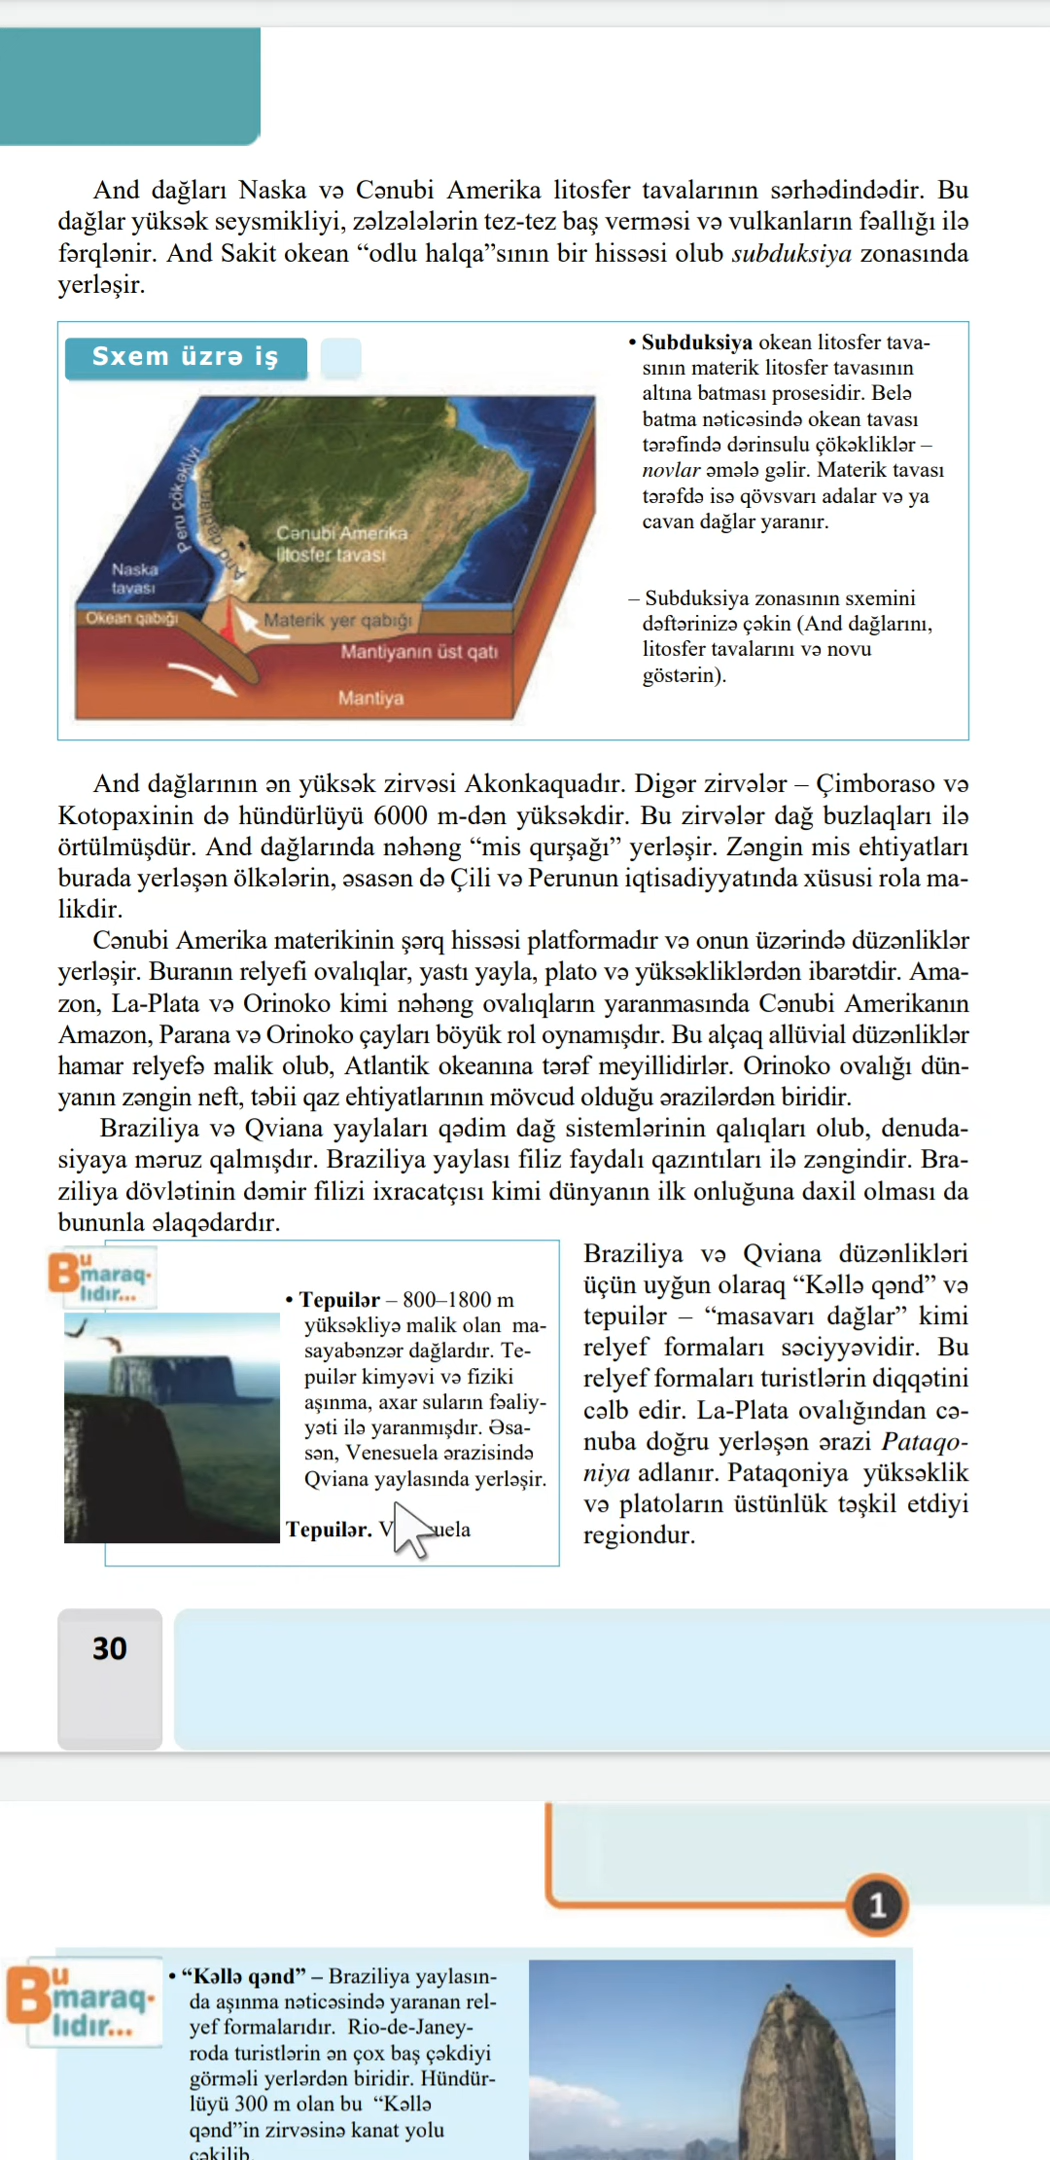 And dağları Naska və Cənubi Amerika litosfer tavalarının sərhədindədir. Bu
dağlar yüksək seysmikliyi, zəlzələlərin tez-tez baş verməsi və vulkanların fəallığı ilə
fərqlənir. And Sakit okean “odlu halqa”sının bir hissəsi olub subduksiya zonasında
yerləşir.
Sxem üzrə iş
Peru çökəkliyi
And dağları
Cənubi Amerika
litosfer tavası
Naska
tavası
Okean qabığı
Materik yer qabığı
Mantiyanın üst qatı
Mantiya
• Subduksiya okean litosfer tava-
sının materik litosfer tavasının
altına batması prosesidir. Belə
batma nəticəsində okean tavası
tərəfində dərinsulu çökəkliklər –
novlar əmələ gəlir. Materik tavası
tərəfdə isə qövsvarı adalar və ya
cavan dağlar yaranır.
– Subduksiya zonasının sxemini
dəftərinizə çəkin (And dağlarını,
litosfer tavalarını və novu
göstərin).
And dağlarının ən yüksək zirvəsi Akonkaquadır. Digər zirvələr – Çimboraso və
Kotopaxinin də hündürlüyü 6000 m-dən yüksəkdir. Bu zirvələr dağ buzlaqları ilə
örtülmüşdür. And dağlarında nəhəng “mis qurşağı” yerləşir. Zəngin mis ehtiyatları
burada yerləşən ölkələrin, əsasən də Çili və Perunun iqtisadiyyatında xüsusi rola ma-
likdir.
Cənubi Amerika materikinin şərq hissəsi platformadır və onun üzərində düzənliklər
yerləşir. Buranın relyefi ovalıqlar, yastı yayla, plato və yüksəkliklərdən ibarətdir. Ama-
zon, La-Plata və Orinoko kimi nəhəng ovalıqların yaranmasında Cənubi Amerikanın
Amazon, Parana və Orinoko çayları böyük rol oynamışdır. Bu alçaq allüvial düzənliklər
hamar relyefə malik olub, Atlantik okeanına tərəf meyillidirlər. Orinoko ovalığı dün-
yanın zəngin neft, təbii qaz ehtiyatlarının mövcud olduğu ərazilərdən biridir.
Braziliya və Qviana yaylaları qədim dağ sistemlərinin qalıqları olub, denuda-
siyaya məruz qalmışdır. Braziliya yaylası filiz faydalı qazıntıları ilə zəngindir. Bra-
ziliya dövlətinin dəmir filizi ixracatçısı kimi dünyanın ilk onluğuna daxil olması da
bununla əlaqədardır.
Bu
maraq-
lıdır...
• Tepuilər – 800–1800 m
yüksəkliyə malik olan ma-
sayabənzər dağlardır. Te-
puilər kimyəvi və fiziki
aşınma, axar suların fəaliy-
yəti ilə yaranmışdır. Əsa-
sən, Venesuela ərazisində
Qviana yaylasında yerləşir.
Tepuilər.
Braziliya və Qviana düzənlikləri
üçün uyğun olaraq “Kəllə qənd” və
tepuilər – “masavarı dağlar” kimi
relyef formaları səciyyəvidir. Bu
relyef formaları turistlərin diqqətini
cəlb edir. La-Plata ovalığından cə-
nuba doğru yerləşən ərazi Pataqo-
niya adlanır. Pataqoniya yüksəklik
və platoların üstünlük təşkil etdiyi
regiondur.
30
1
Bu
maraq-
lıdır...
• “Kəllə qənd” – Braziliya yaylasın-
da aşınma nəticəsində yaranan rel-
yef formalarıdır. Rio-de-Janey-
roda turistlərin ən çox baş çəkdiyi
görməli yerlərdən biridir. Hündür-
lüyü 300 m olan bu “Kəllə
qənd”in zirvəsinə kanat yolu
çəkilib.